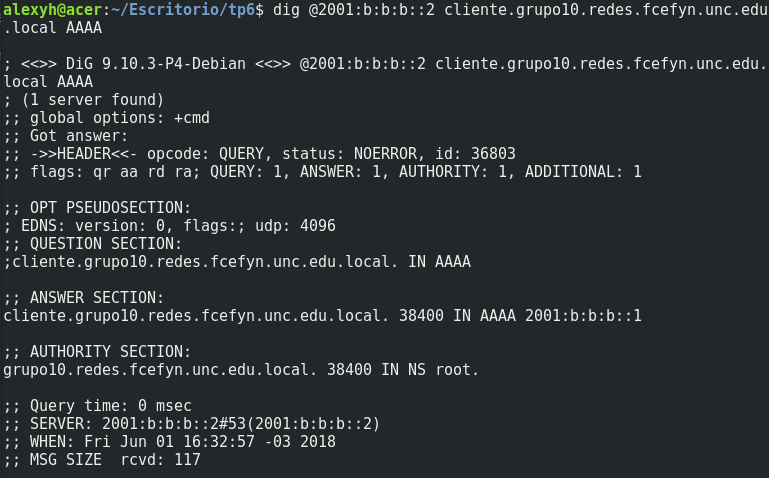 alexyh@acer:~/Escritorio/tp6$ dig @2001:b:b:b::2 cliente.grupo10.redes.fcefyn.unc.edu
.local AAAA

; <<>> DiG 9.10.3-P4-Debian <<>> @2001:b:b:b::2 cliente.grupo10.redes.fcefyn.unc.edu.
local AAAA
; (1 server found)
;; global options: +cmd
;; Got answer:
;; ->>HEADER<<- opcode: QUERY, status: NOERROR, id: 36803
;; flags: qr aa rd ra; QUERY: 1, ANSWER: 1, AUTHORITY: 1, ADDITIONAL: 1

;; OPT PSEUDOSECTION:
; EDNS: version: 0, flags:; udp: 4096
;; QUESTION SECTION:
;cliente.grupo10.redes.fcefyn.unc.edu.local. IN AAAA

;; ANSWER SECTION:
cliente.grupo10.redes.fcefyn.unc.edu.local. 38400 IN AAAA 2001:b:b:b::1

;; AUTHORITY SECTION:
grupo10.redes.fcefyn.unc.edu.local. 38400 IN NS root.

;; Query time: 0 msec
;; SERVER: 2001:b:b:b::2#53(2001:b:b:b::2)
;; WHEN: Fri Jun 01 16:32:57 -03 2018
;; MSG SIZE  rcvd: 117